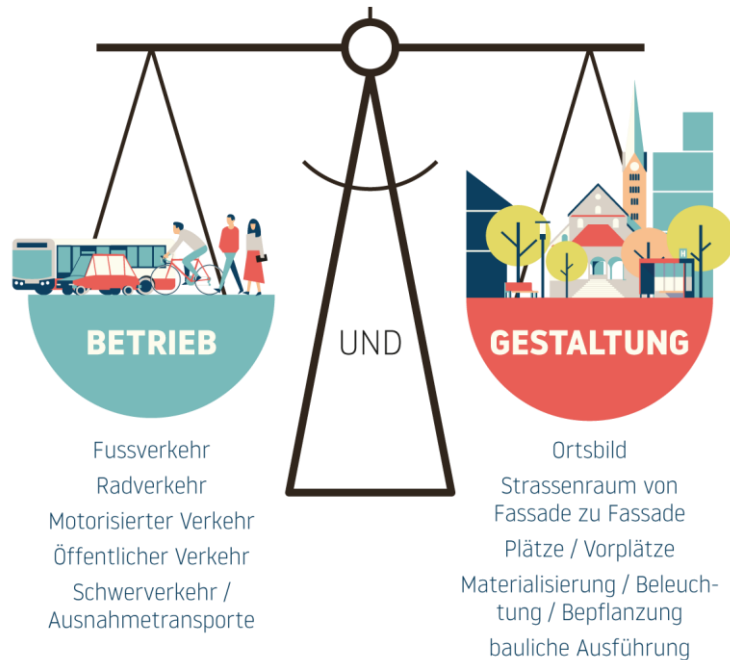 BETRIEB
UND
GESTALTUNG
Fussverkehr
Radverkehr
Motorisierter Verkehr
Öffentlicher Verkehr
Schwerverkehr /
Ausnahmetransporte
Ortsbild
Strassenraum von
Fassade zu Fassade
Plätze / Vorplätze
Materialisierung / Beleuch-
tung / Bepflanzung
bauliche Ausführung